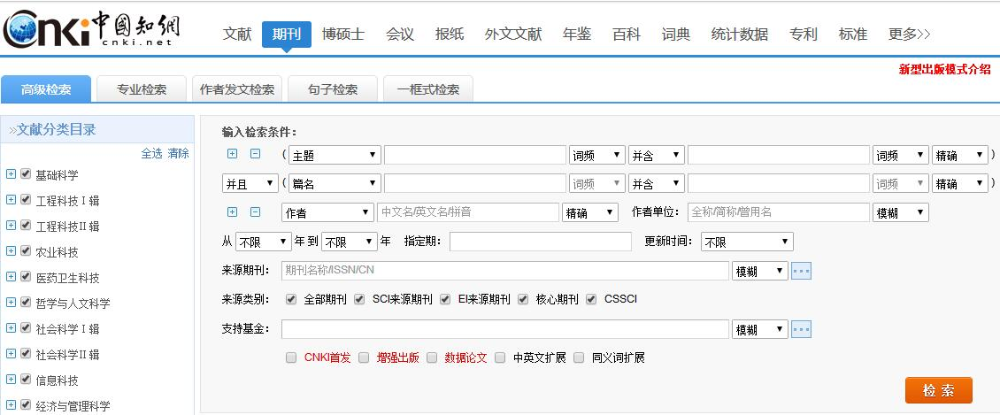 cnki中国知網
cnki.net
文献 期刊 博硕士 会议 报纸 外文文献 年鉴 百科 词典 统计数据 专利 标准 更多>>
新型出版模式介绍
高级检索 专业检索 作者发文检索 句子检索 一框式检索
>>文献分类目录
全选 清除
基础科学
工程科技Ⅰ辑
工程科技II辑
农业科技
医药卫生科技
哲学与人文科学
社会科学Ⅰ辑
社会科学II辑
信息科技
经济与管理科学
输入检索条件：
( 主题 词频 并含 词频 精确 )
并且 ( 篇名 词频 并含 词频 精确 )
作者 中文名/英文名/拼音 精确 作者单位： 全称/简称/曾用名 模糊
从 不限 年 到 不限 年 指定期： 更新时间： 不限
来源期刊： 期刊名称/ISSN/CN 模糊 ...
来源类别： 全部期刊 SCI来源期刊 EI来源期刊 核心期刊 CSSCI
支持基金： 模糊 ...
CNKI首发 增强出版 数据论文 中英文扩展 同义词扩展
检 索